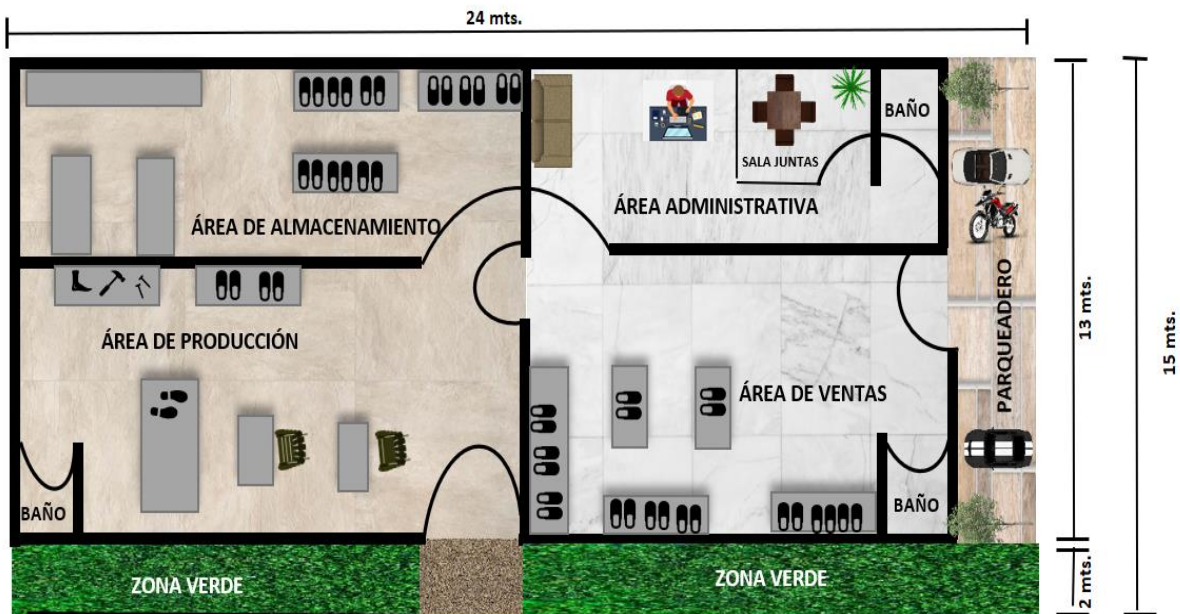 24 mts.
BAÑO
SALA JUNTAS
ÁREA DE ALMACENAMIENTO
ÁREA ADMINISTRATIVA
ÁREA DE PRODUCCIÓN
ÁREA DE VENTAS
PARQUEADERO
13 mts.
15 mts.
BAÑO
BAÑO
ZONA VERDE
ZONA VERDE
2 mts.